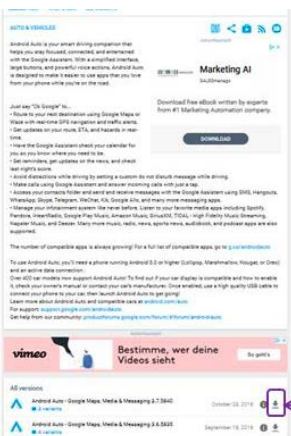 AUTO & VEHICLES
Advertisement
Android Auto is your smart driving companion that
helps you stay focused, connected, and entertained
with the Google Assistant. With a simplified interface,
large buttons, and powerful voice actions, Android Auto
is designed to make it easier to use apps that you love
from your phone while you're on the road.
Marketing AI
SALESmanago
Download free eBook written by experts
from #1 Marketing Automation company.
DOWNLOAD
Just say "Ok Google" to...
• Route to your next destination using Google Maps or
Waze with real-time GPS navigation and traffic alerts.
• Get updates on your route, ETA, and hazards in real-
time.
• Have the Google Assistant check your calendar for
you so you know where you need to be.
• Set reminders, get updates on the news, and check
last night's score.
• Avoid distractions while driving by setting a custom do not disturb message while driving.
• Make calls using Google Assistant and answer incoming calls with just a tap.
• Access your contacts folder and send and receive messages with the Google Assistant using SMS, Hangouts,
WhatsApp, Skype, Telegram, WeChat, Kik, Google Allo, and many more messaging apps.
• Manage your infotainment system like never before. Listen to your favorite media apps including Spotify,
Pandora, iHeartRadio, Google Play Music, Amazon Music, SiriusXM, TIDAL - High Fidelity Music Streaming,
Napster Music, and Deezer. Many more music, radio, news, sports news, audiobook, and podcast apps are also
supported.
The number of compatible apps is always growing! For a full list of compatible apps, go to g.co/androidauto
To use Android Auto, you'll need a phone running Android 5.0 or higher (Lollipop, Marshmallow, Nougat, or Oreo)
and an active data connection.
Over 400 car models now support Android Auto! To find out if your car display is compatible and how to enable
it, check your owner's manual or contact your car's manufacturer. Once enabled, use a high quality USB cable to
connect your phone to your car, then launch Android Auto to get going!
Learn more about Android Auto and compatible cars at android.com/auto
For support: support.google.com/androidauto
Get help from our community: productforums.google.com/forum/#!forum/android-auto
Advertisement
vimeo
Bestimme, wer deine
Videos sieht
So geht's
All versions
Android Auto - Google Maps, Media & Messaging 3.7.5840
October 23, 2018
4 variants
Android Auto - Google Maps, Media & Messaging 3.6.5835
September 19, 2018